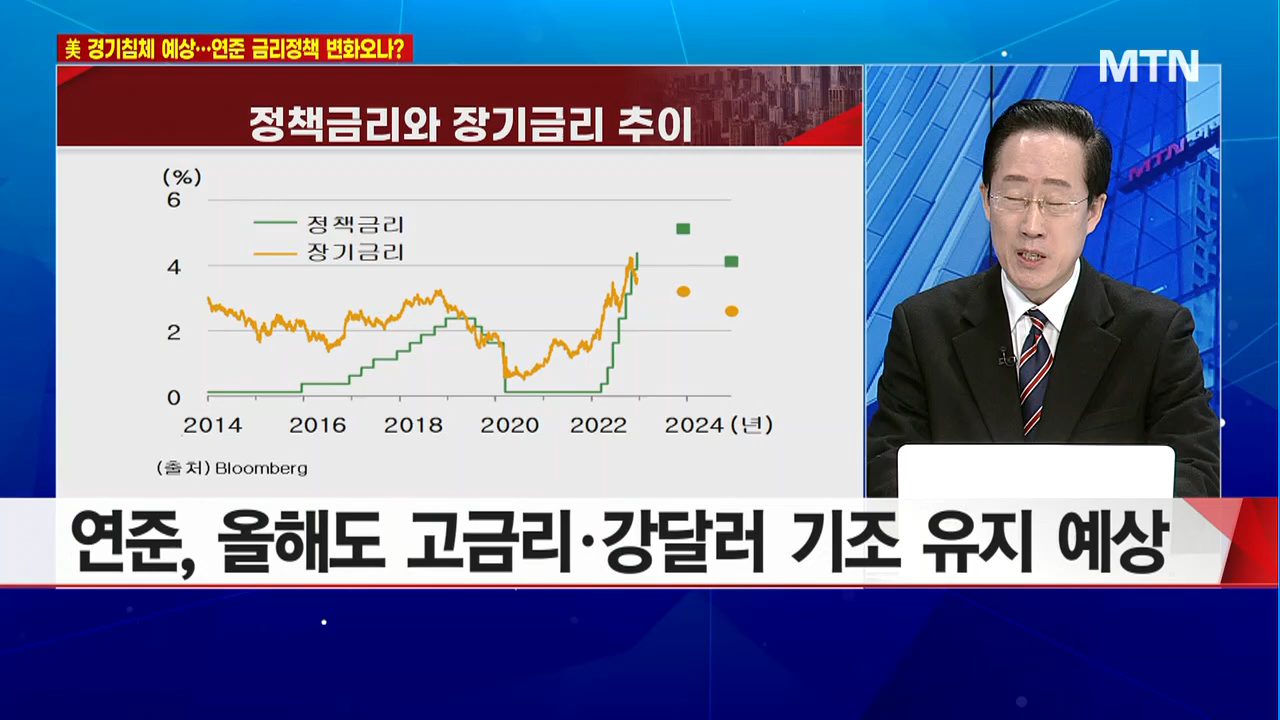 美 경기침체 예상…연준 금리정책 변화오나?
MTN
정책금리와 장기금리 추이
(%)
6
정책금리
장기금리
4
2
0
2014 2016 2018 2020 2022 2024 (년)
(출처) Bloomberg
MTN
연준, 올해도 고금리·강달러 기조 유지 예상